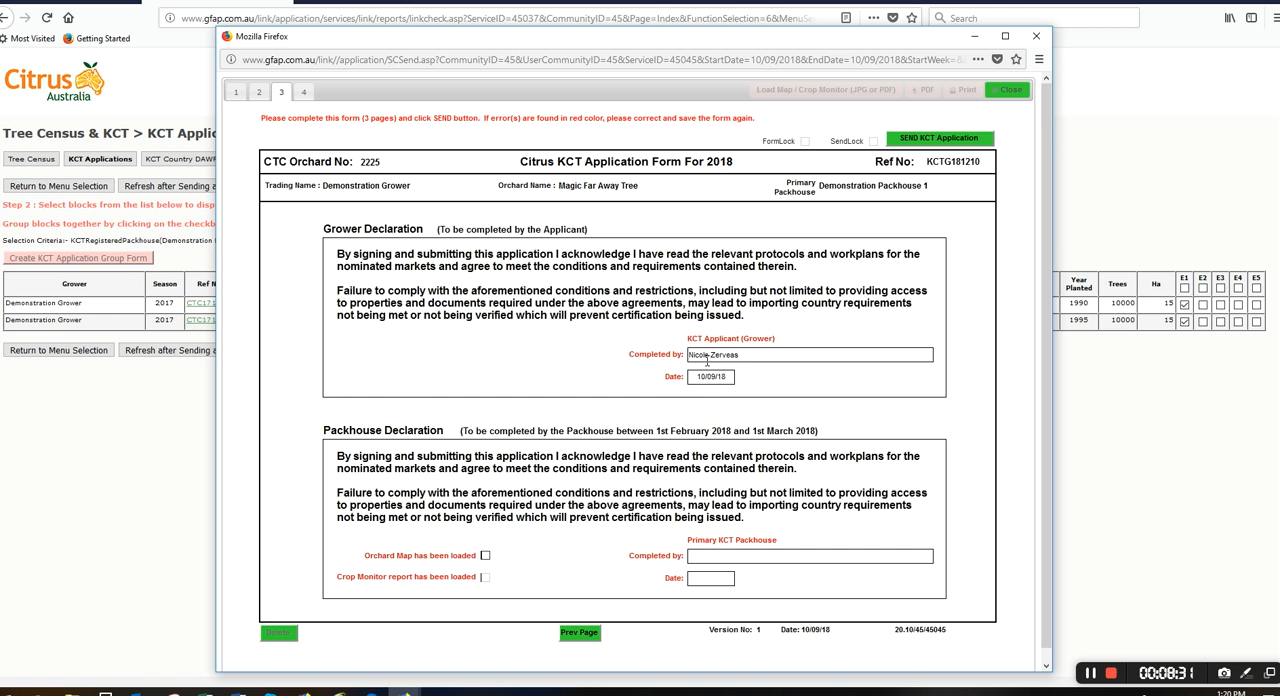 www.gfap.com.au/link/application/services/link/reports/linkcheck.asp?ServiceID=45037&CommunityID=45&Page=Index&FunctionSelection=6&MenuSe
Search
Most Visited
Getting Started
Mozilla Firefox
www.gfap.com.au/link//application/SCSend.asp?CommunityID=45&UserCommunityID=45&ServiceID=45045&StartDate=10/09/2018&EndDate=10/09/2018&StartWeek=
Citrus
Australia
1 2 3 4
Load Map / Crop Monitor (JPG or PDF)
PDF
Print
Close
Please complete this form (3 pages) and click SEND button. If error(s) are found in red color, please correct and save the form again.
Tree Census & KCT > KCT Applic
FormLock
SendLock
SEND KCT Application
Tree Census
KCT Applications
KCT Country DAWR
CTC Orchard No: 2225
Citrus KCT Application Form For 2018
Ref No: KCTG181210
Return to Menu Selection
Refresh after Sending a
Trading Name : Demonstration Grower
Orchard Name : Magic Far Away Tree
Primary Packhouse Demonstration Packhouse 1
Step 2 : Select blocks from the list below to disp
Group blocks together by clicking on the checkb
Selection Criteria:- KCTRegisteredPackhouse(Demonstration
Create KCT Application Group Form
Grower Season Ref N
Year Planted Trees Ha E1 E2 E3 E4 E5
Demonstration Grower 2017 CTC171
1990 10000 15
Demonstration Grower 2017 CTC171
1995 10000 15
Return to Menu Selection
Refresh after Sending a
Grower Declaration (To be completed by the Applicant)
By signing and submitting this application I acknowledge I have read the relevant protocols and workplans for the
nominated markets and agree to meet the conditions and requirements contained therein.
Failure to comply with the aforementioned conditions and restrictions, including but not limited to providing access
to properties and documents required under the above agreements, may lead to importing country requirements
not being met or not being verified which will prevent certification being issued.
KCT Applicant (Grower)
Completed by: Nicole Zerveas
Date: 10/09/18
Packhouse Declaration (To be completed by the Packhouse between 1st February 2018 and 1st March 2018)
By signing and submitting this application I acknowledge I have read the relevant protocols and workplans for the
nominated markets and agree to meet the conditions and requirements contained therein.
Failure to comply with the aforementioned conditions and restrictions, including but not limited to providing access
to properties and documents required under the above agreements, may lead to importing country requirements
not being met or not being verified which will prevent certification being issued.
Primary KCT Packhouse
Orchard Map has been loaded
Completed by:
Crop Monitor report has been loaded
Date:
Delete
Prev Page
Version No: 1
Date: 10/09/18
20.10/45/45045
00:08:31
1:20 PM